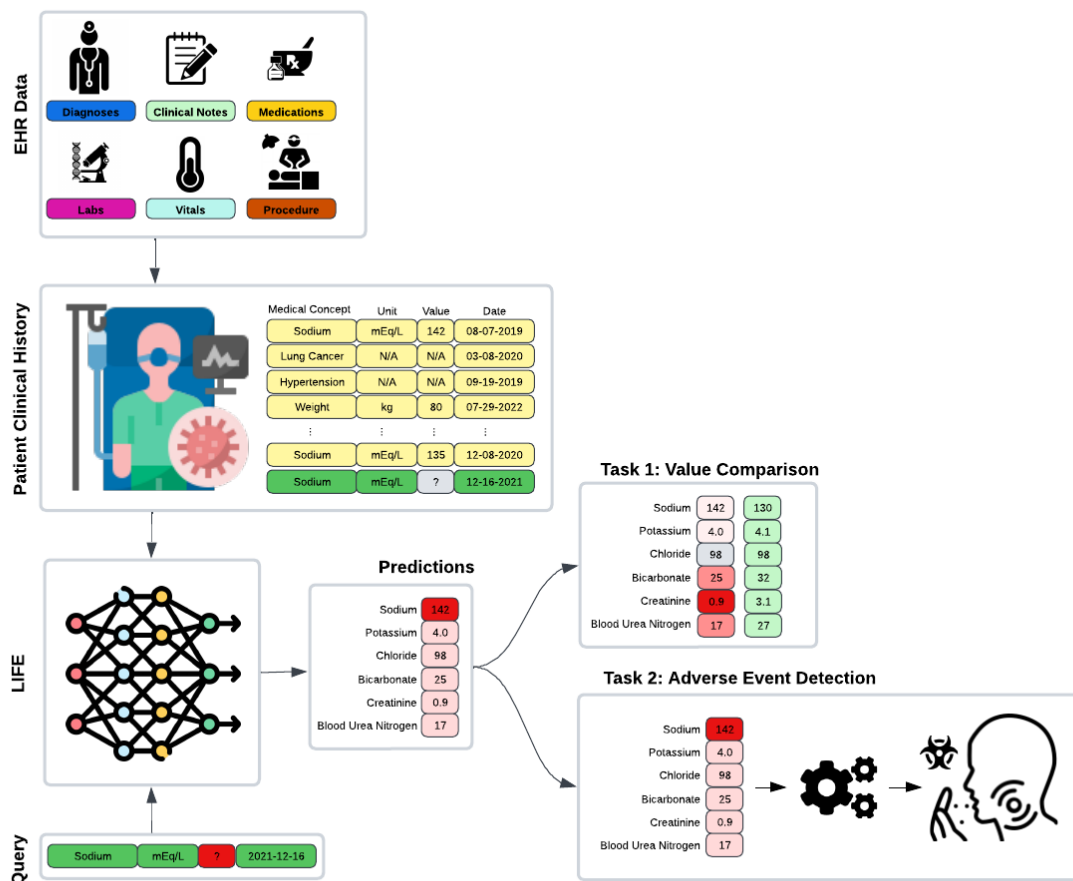 EHR Data
Diagnoses Clinical Notes Medications
Rx
Labs Vitals Procedure
Patient Clinical History
Medical Concept Unit Value Date
Sodium mEq/L 142 08-07-2019
Lung Cancer N/A N/A 03-08-2020
Hypertension N/A N/A 09-19-2019
Weight kg 80 07-29-2022
⋮ ⋮ ⋮ ⋮
Sodium mEq/L 135 12-08-2020
Sodium mEq/L ? 12-16-2021
LIFE
Predictions
Sodium 142
Potassium 4.0
Chloride 98
Bicarbonate 25
Creatinine 0.9
Blood Urea Nitrogen 17
Task 1: Value Comparison
Sodium 142 130
Potassium 4.0 4.1
Chloride 98 98
Bicarbonate 25 32
Creatinine 0.9 3.1
Blood Urea Nitrogen 17 27
Task 2: Adverse Event Detection
Sodium 142
Potassium 4.0
Chloride 98
Bicarbonate 25
Creatinine 0.9
Blood Urea Nitrogen 17
Query
Sodium mEq/L ? 2021-12-16